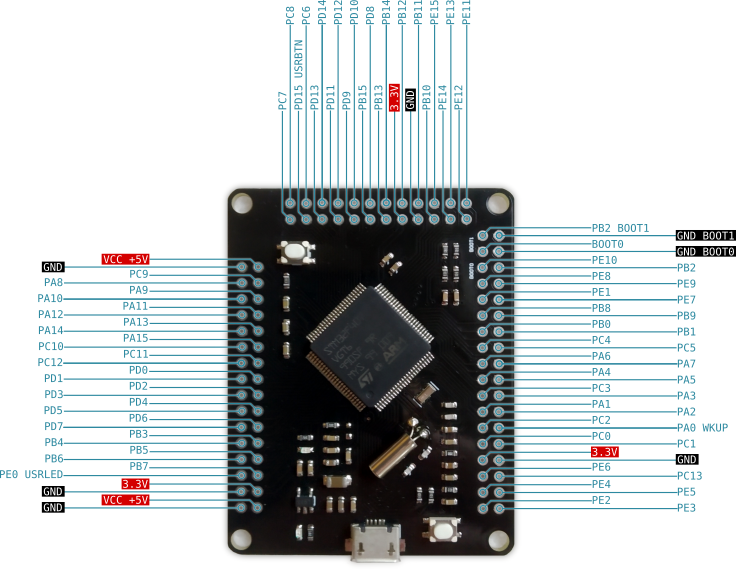 PC8
PC6
PD14
PD12
PD10
PD8
PB14
PB12
PB11
PE15
PE13
PE11
PC7
PD15 USRBTN
PD13
PD11
PD9
PB15
PB13
3.3V
GND
PB10
PE14
PE12
VCC +5V
GND
PC9
PA8
PA9
PA10
PA11
PA12
PA13
PA14
PA15
PC10
PC11
PC12
PD0
PD1
PD2
PD3
PD4
PD5
PD6
PD7
PB3
PB4
PB5
PB6
PB7
PE0 USRLED
3.3V
GND
VCC +5V
GND
BOOT1
BOOT0
PB2 BOOT1
GND BOOT1
BOOT0
GND BOOT0
PE10
PB2
PE8
PE9
PE1
PE7
PB8
PB9
PB0
PB1
PC4
PC5
PA6
PA7
PA4
PA5
PC3
PA3
PA1
PA2
PC2
PA0 WKUP
PC0
PC1
3.3V
GND
PE6
PC13
PE4
PE5
PE2
PE3